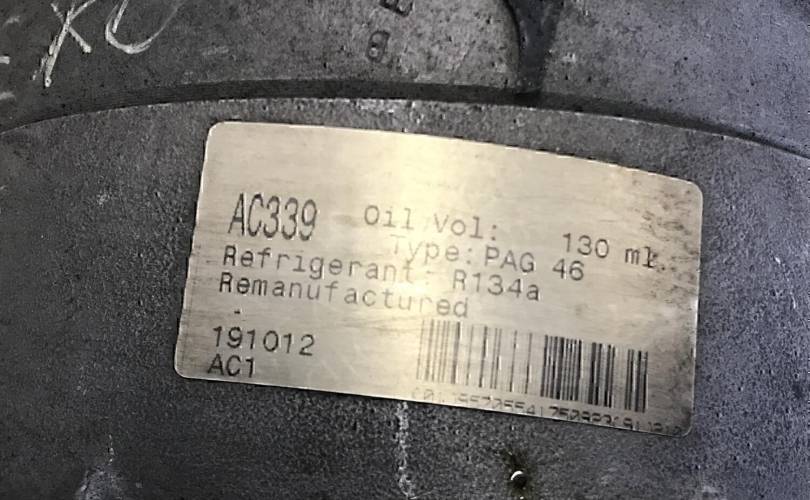 AC339 Oil Vol: 130 ml.
Type: PAG 46
Refrigerant: R134a
Remanufactured
191012
AC1